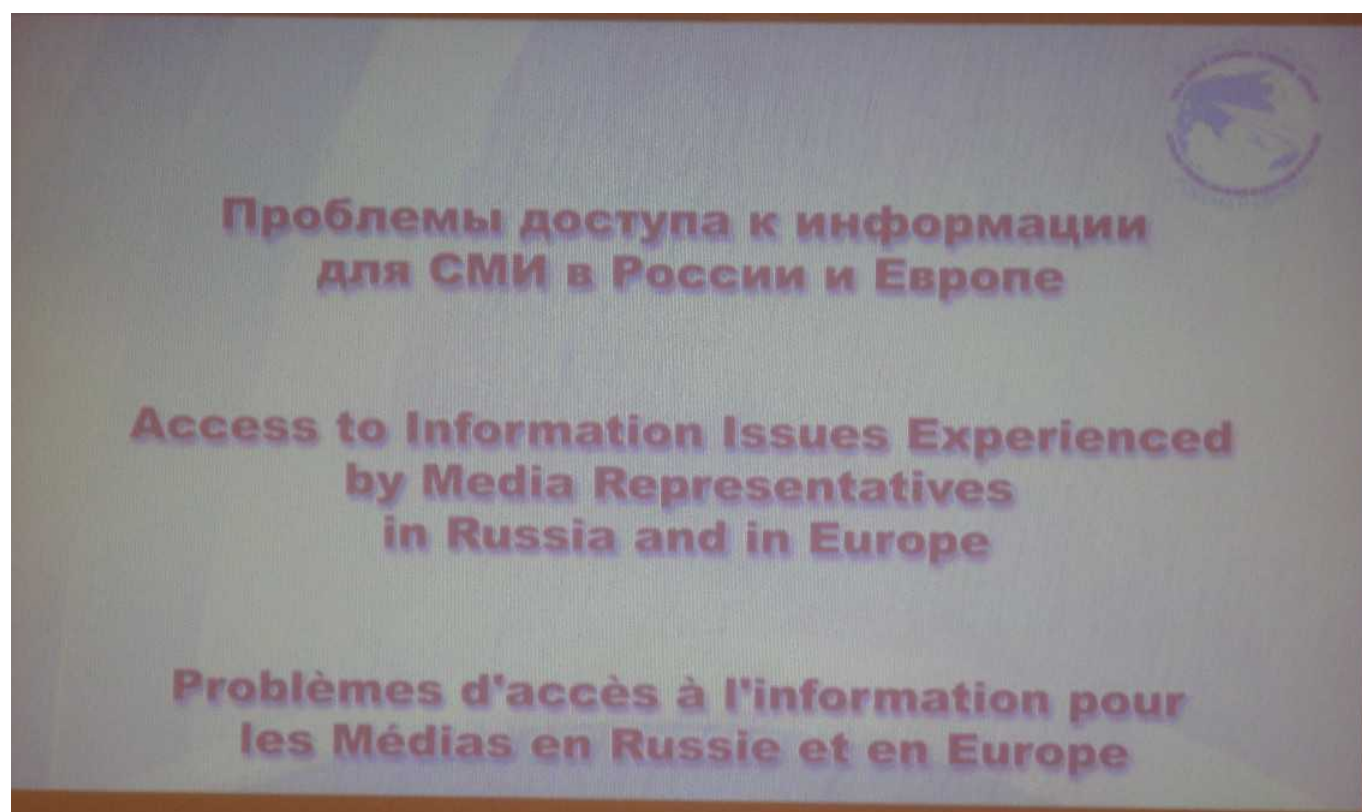 Проблемы доступа к информации
для СМИ в России и Европе
Access to Information Issues Experienced
by Media Representatives
in Russia and in Europe
Problèmes d'accès à l'information pour
les Médias en Russie et en Europe